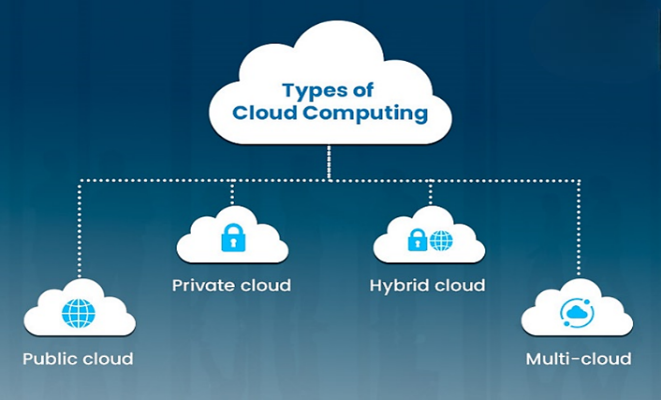 Types of
Cloud Computing
Private cloud
Hybrid cloud
Public cloud
Multi-cloud